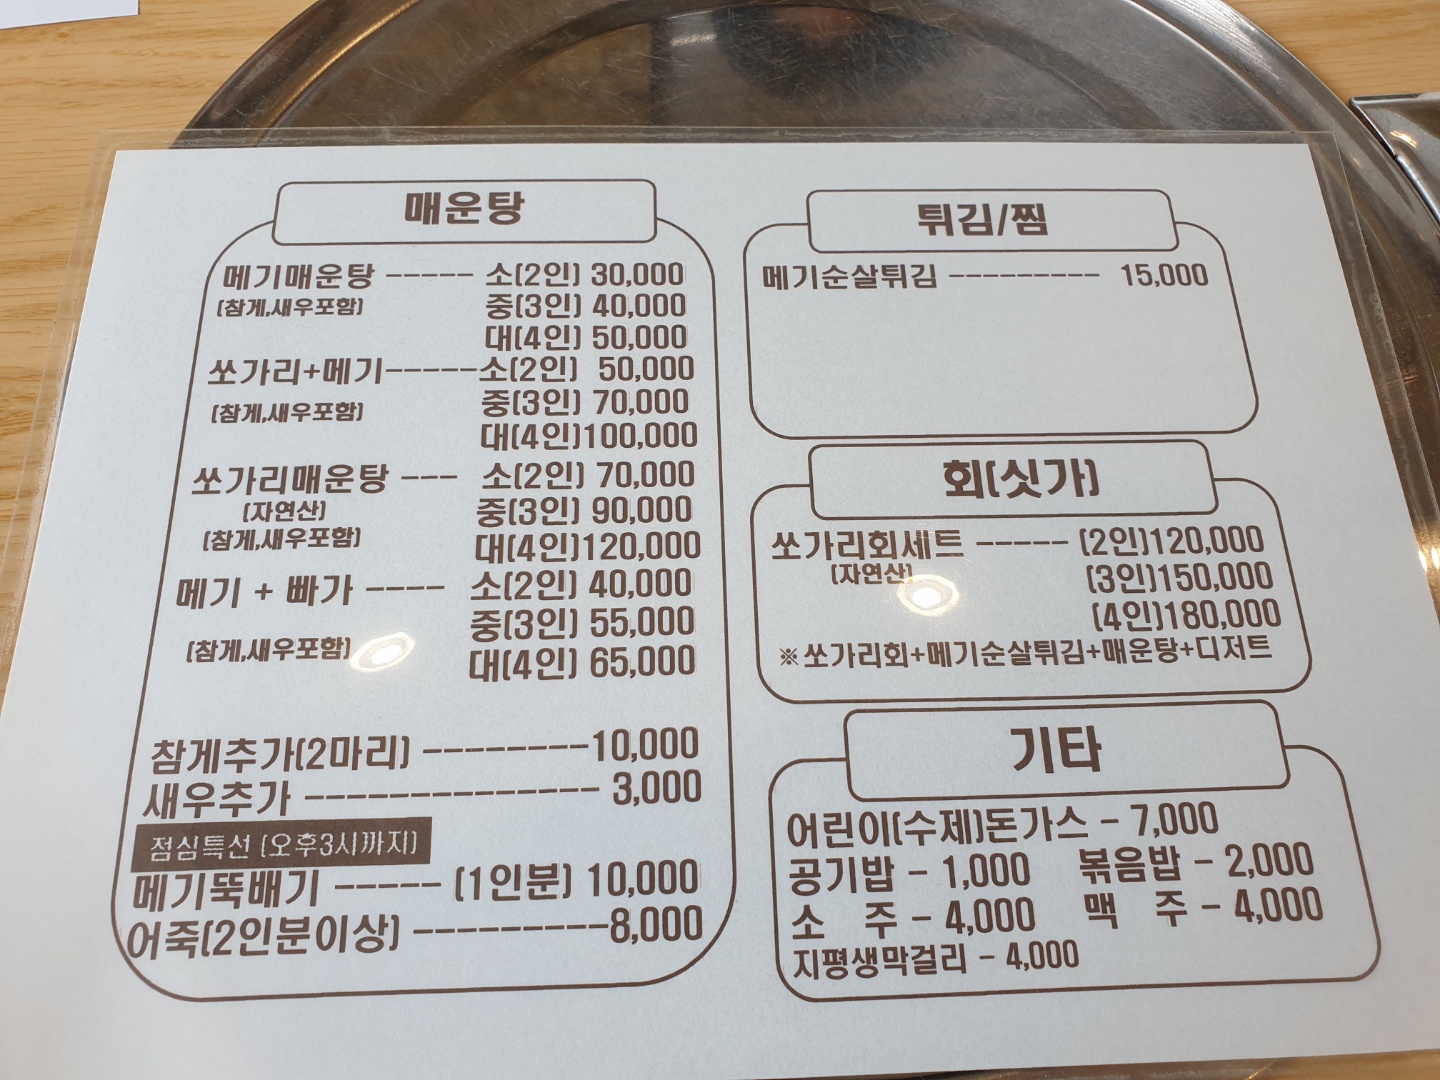 매운탕
메기매운탕 ----- 소(2인) 30,000
(참게,새우포함) 중(3인) 40,000
대(4인) 50,000
쏘가리+메기-----소(2인) 50,000
(참게,새우포함) 중(3인) 70,000
대(4인)100,000
쏘가리매운탕 --- 소(2인) 70,000
(자연산) 중(3인) 90,000
(참게,새우포함) 대(4인)120,000
메기 + 빠가 ---- 소(2인) 40,000
중(3인) 55,000
(참게,새우포함) 대(4인) 65,000
참게추가(2마리) ---------10,000
새우추가 --------------- 3,000
점심특선 (오후3시까지)
메기뚝배기 ----- (1인분) 10,000
어죽(2인분이상) ----------8,000
튀김/찜
메기순살튀김 ---------- 15,000
회(싯가)
쏘가리회세트 ----- (2인)120,000
(자연산) (3인)150,000
(4인)180,000
※쏘가리회+메기순살튀김+매운탕+디저트
기타
어린이(수제)돈가스 - 7,000
공기밥 - 1,000 볶음밥 - 2,000
소 주 - 4,000 맥 주 - 4,000
지평생막걸리 - 4,000